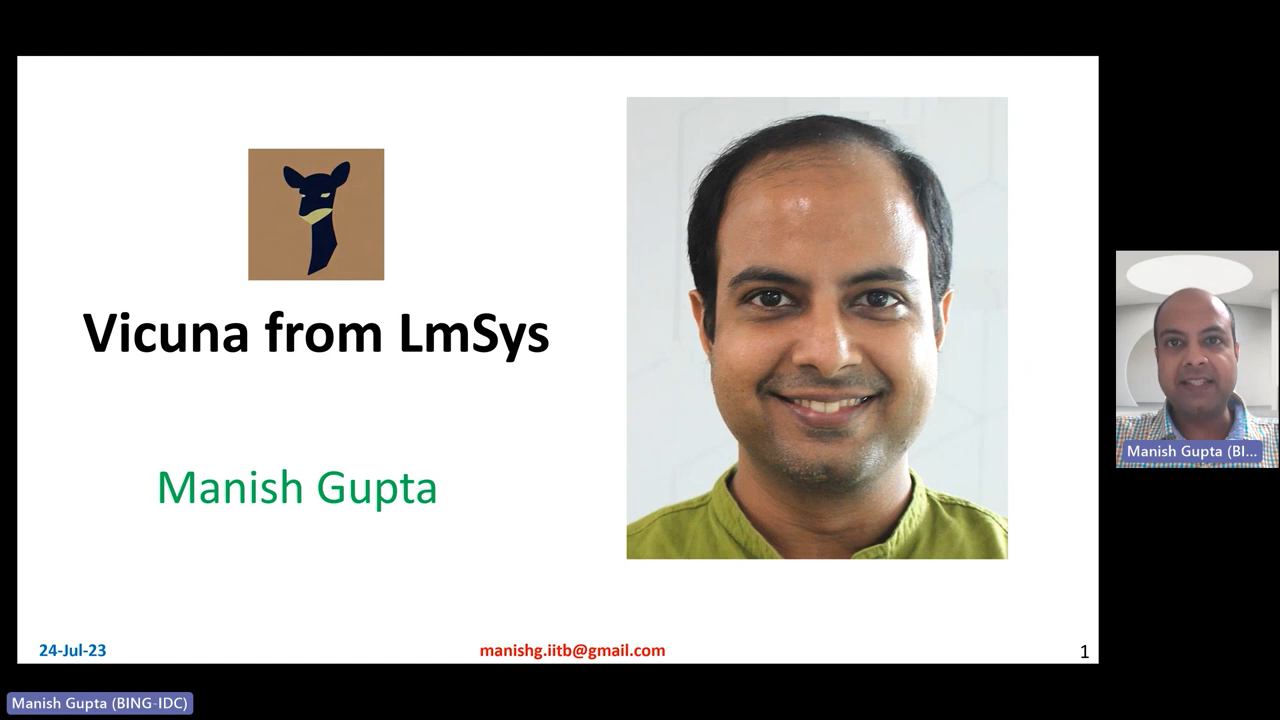 Vicuna from LmSys
Manish Gupta
24-Jul-23
manishg.iitb@gmail.com
1
Manish Gupta (BI...
Manish Gupta (BING-IDC)